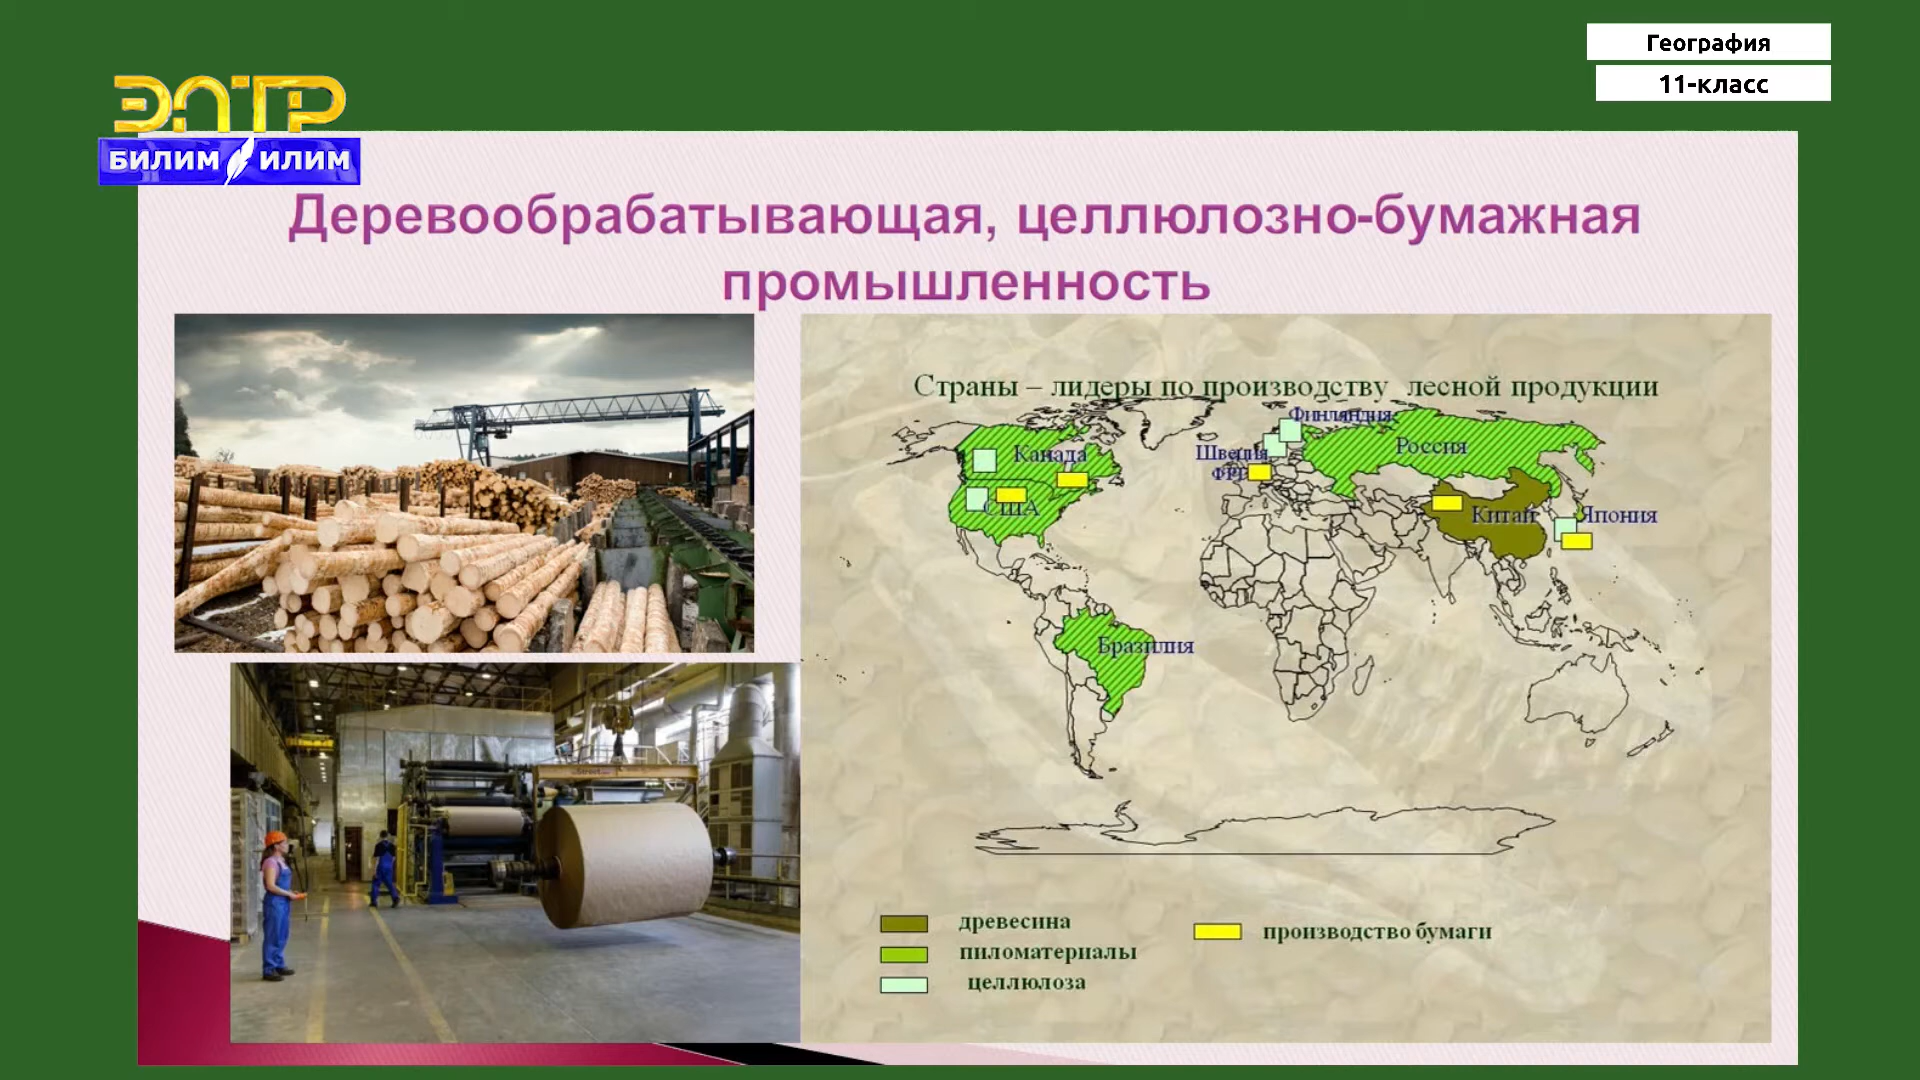 География
11-класс
ЭЛТР
БИЛИМ ИЛИМ
Деревообрабатывающая, целлюлозно-бумажная
промышленность
Страны – лидеры по производству лесной продукции
Финляндия
Россия
Канада
Швеция
ФРГ
США
Китай
Япония
Бразилия
древесина
пиломатериалы
целлюлоза
производство бумаги